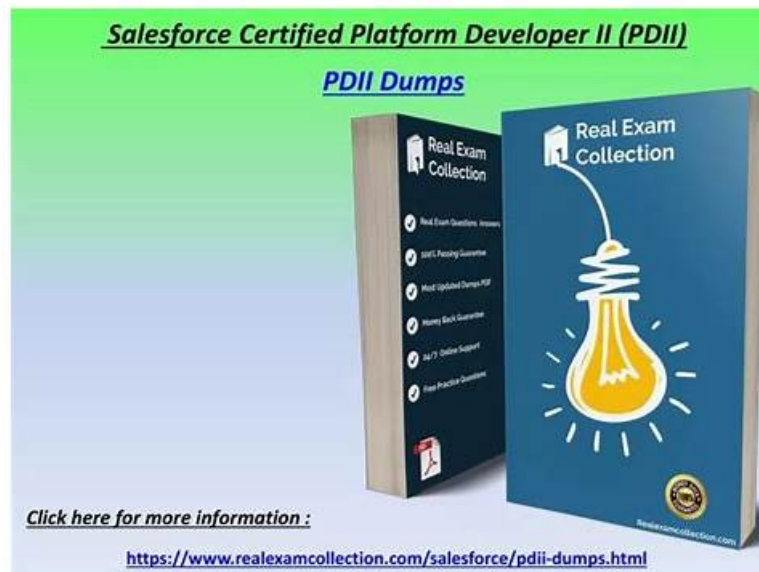 Salesforce Certified Platform Developer II (PDII)
PDII Dumps
Real Exam
Collection
Real Exam Questions Answers
100% Passing Guarantee
Most Updated Dumps PDF
Money Back Guarantee
24/7 Online Support
Free Practice Questions
Real Exam
Collection
Realexamcollection.com
Click here for more information :
https://www.realexamcollection.com/salesforce/pdii-dumps.html